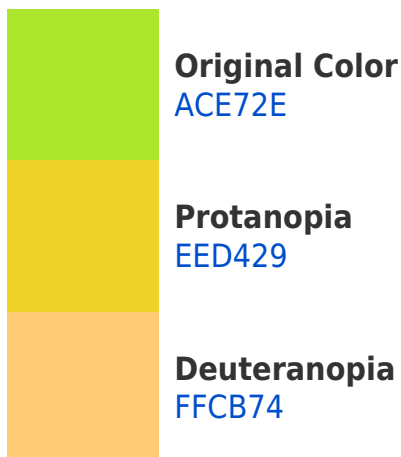 Original Color
ACE72E
Protanopia
EED429
Deuteranopia
FFCB74